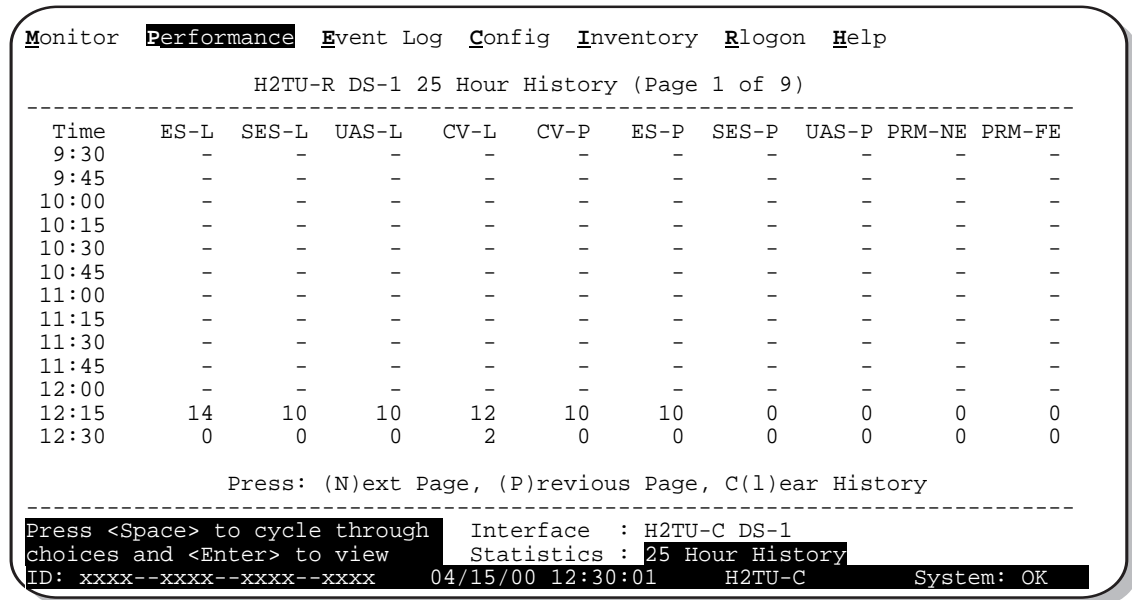 Monitor Performance Event Log Config Inventory Rlogon Help
H2TU-R DS-1 25 Hour History (Page 1 of 9)
------------------------------------------------------------------------------
Time ES-L SES-L UAS-L CV-L CV-P ES-P SES-P UAS-P PRM-NE PRM-FE
9:30 - - - - - - - - - -
9:45 - - - - - - - - - -
10:00 - - - - - - - - - -
10:15 - - - - - - - - - -
10:30 - - - - - - - - - -
10:45 - - - - - - - - - -
11:00 - - - - - - - - - -
11:15 - - - - - - - - - -
11:30 - - - - - - - - - -
11:45 - - - - - - - - - -
12:00 - - - - - - - - - -
12:15 14 10 10 12 10 10 0 0 0 0
12:30 0 0 0 2 0 0 0 0 0 0
Press: (N)ext Page, (P)revious Page, C(l)ear History
------------------------------------------------------------------------------
Press <Space> to cycle through Interface : H2TU-C DS-1
choices and <Enter> to view Statistics : 25 Hour History
ID: xxxx--xxxx--xxxx--xxxx 04/15/00 12:30:01 H2TU-C System: OK